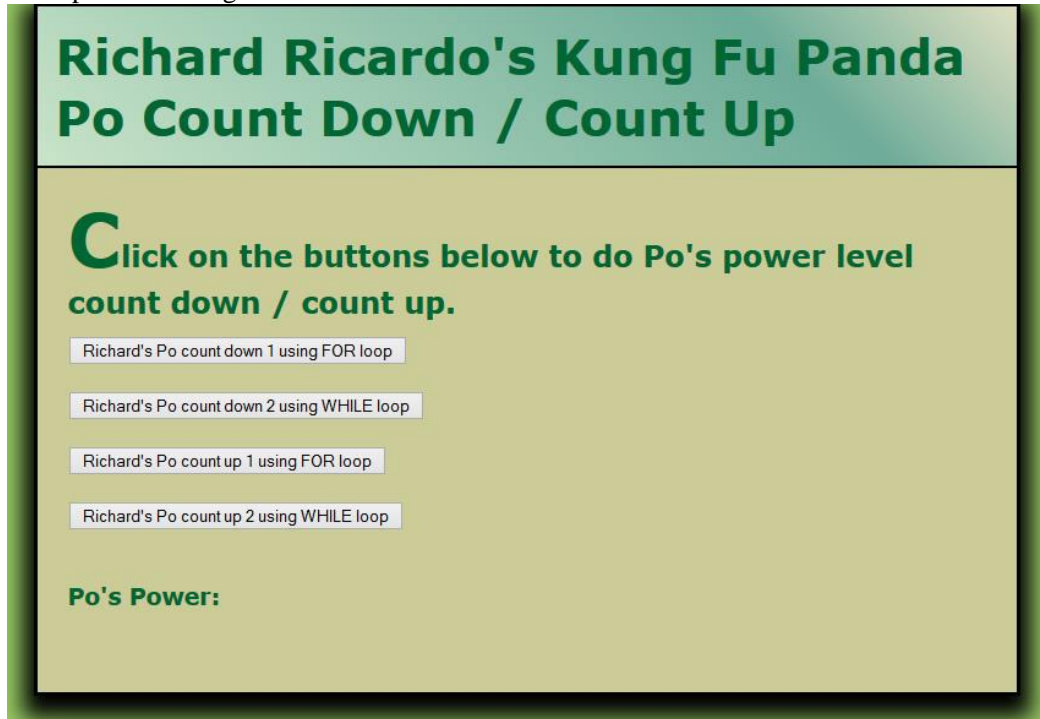 Richard Ricardo's Kung Fu Panda
Po Count Down / Count Up
Click on the buttons below to do Po's power level
count down / count up.
Richard's Po count down 1 using FOR loop
Richard's Po count down 2 using WHILE loop
Richard's Po count up 1 using FOR loop
Richard's Po count up 2 using WHILE loop
Po's Power: